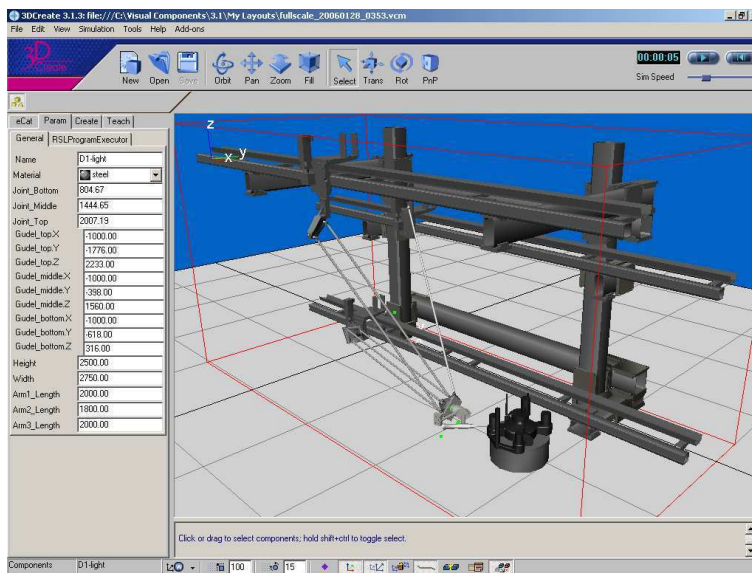 3DCreate 3.1.3: file:///C:/Visual Components/3.1/My Layouts/fullscale_20060128_0353.vcm
File Edit View Simulation Tools Help Add-ons
3D
Create
New Open Save Orbit Pan Zoom Fill Select Trans Rot PnP
00:00:05
Sim Speed
eCat Param Create Teach
General RSLProgramExecutor
Name D1-light
Material steel
Joint_Bottom 804.67
Joint_Middle 1444.65
Joint_Top 2007.19
Gudel_top.X -1000.00
Gudel_top.Y -1776.00
Gudel_top.Z 2233.00
Gudel_middle.X -1000.00
Gudel_middle.Y -398.00
Gudel_middle.Z 1560.00
Gudel_bottom.X -1000.00
Gudel_bottom.Y -618.00
Gudel_bottom.Z 316.00
Height 2500.00
Width 2750.00
Arm1_Length 2000.00
Arm2_Length 1800.00
Arm3_Length 2000.00
Z
X Y
Click or drag to select components; hold shift+ctrl to toggle select.
Components D1-light 100 15